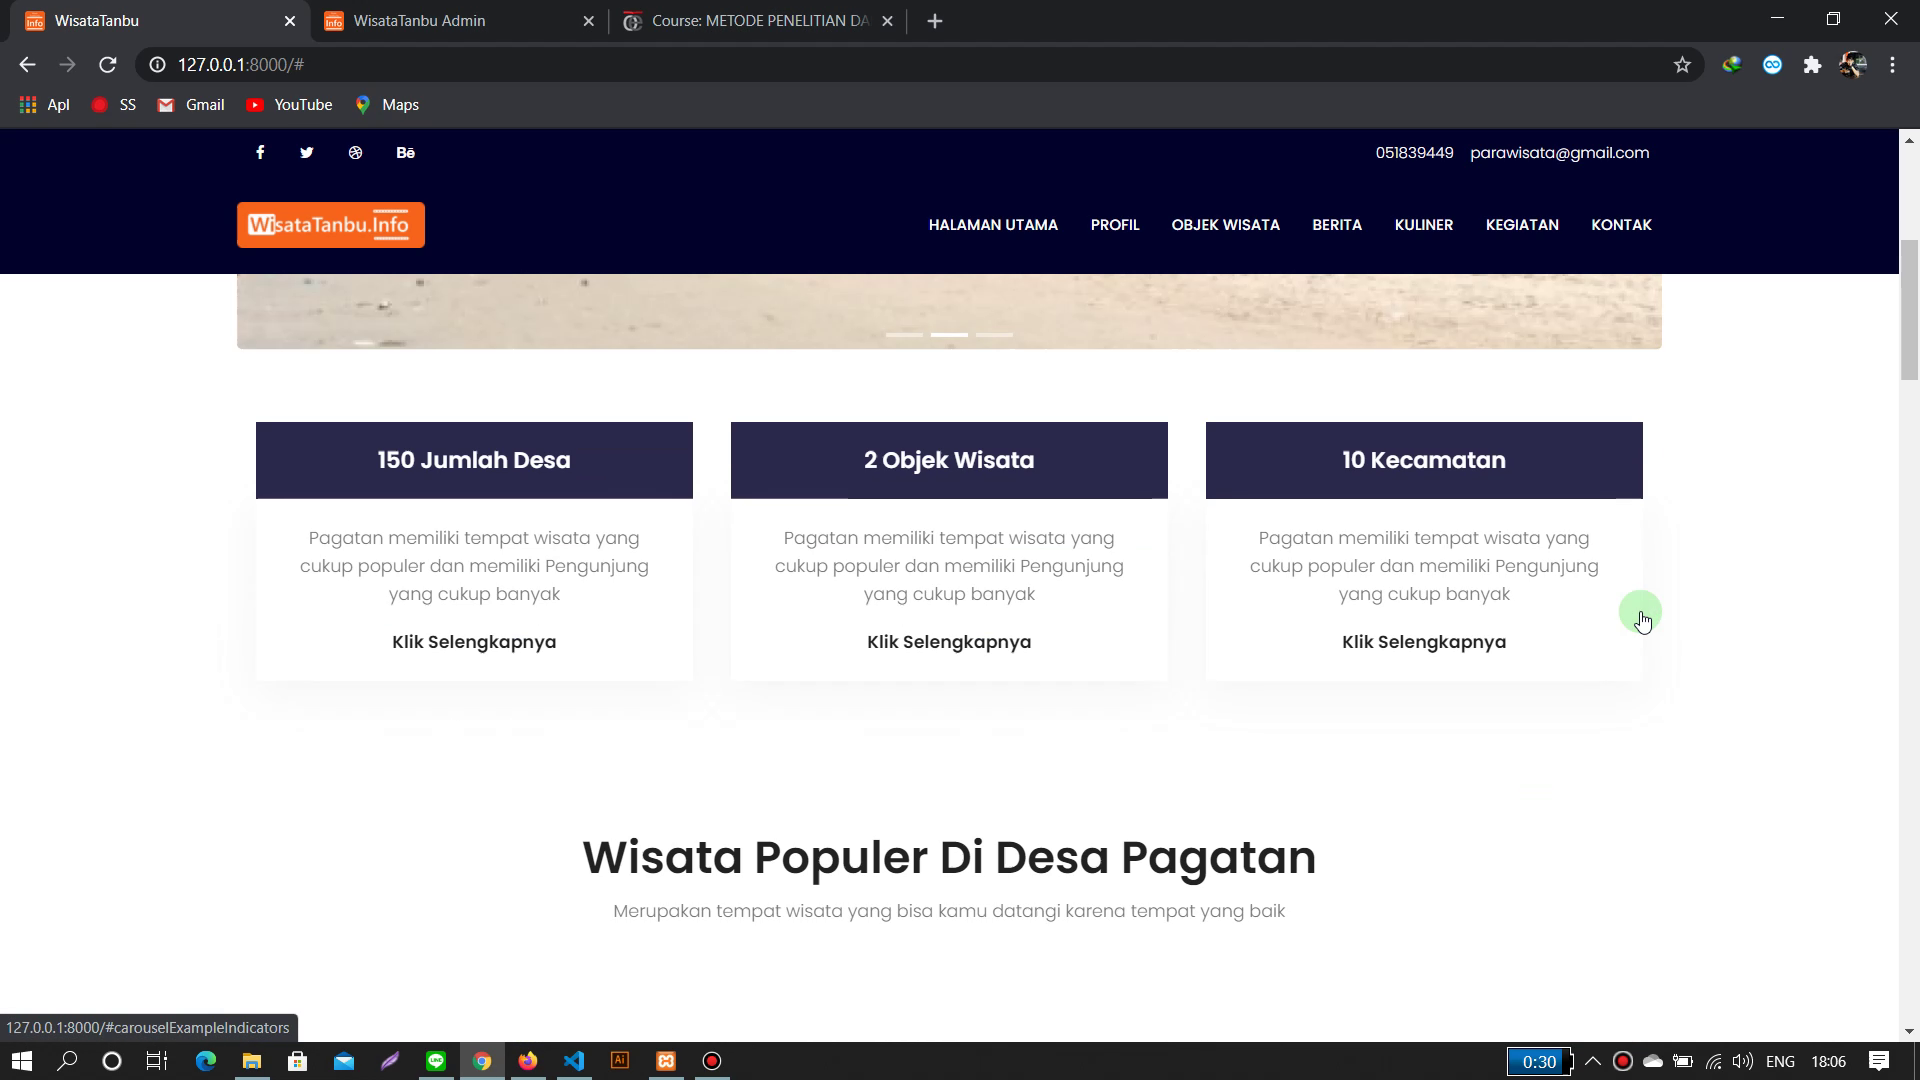 WisataTanbu
WisataTanbu Admin
Course: METODE PENELITIAN DA
127.0.0.1:8000/#
Apl
SS
Gmail
YouTube
Maps
Bē
051839449 parawisata@gmail.com
WisataTanbu.Info
HALAMAN UTAMA PROFIL OBJEK WISATA BERITA KULINER KEGIATAN KONTAK
150 Jumlah Desa
Pagatan memiliki tempat wisata yang
cukup populer dan memiliki Pengunjung
yang cukup banyak
Klik Selengkapnya
2 Objek Wisata
Pagatan memiliki tempat wisata yang
cukup populer dan memiliki Pengunjung
yang cukup banyak
Klik Selengkapnya
10 Kecamatan
Pagatan memiliki tempat wisata yang
cukup populer dan memiliki Pengunjung
yang cukup banyak
Klik Selengkapnya
Wisata Populer Di Desa Pagatan
Merupakan tempat wisata yang bisa kamu datangi karena tempat yang baik
127.0.0.1:8000/#carouselExampleIndicators
LINE
Ai
0:30
ENG
18:06